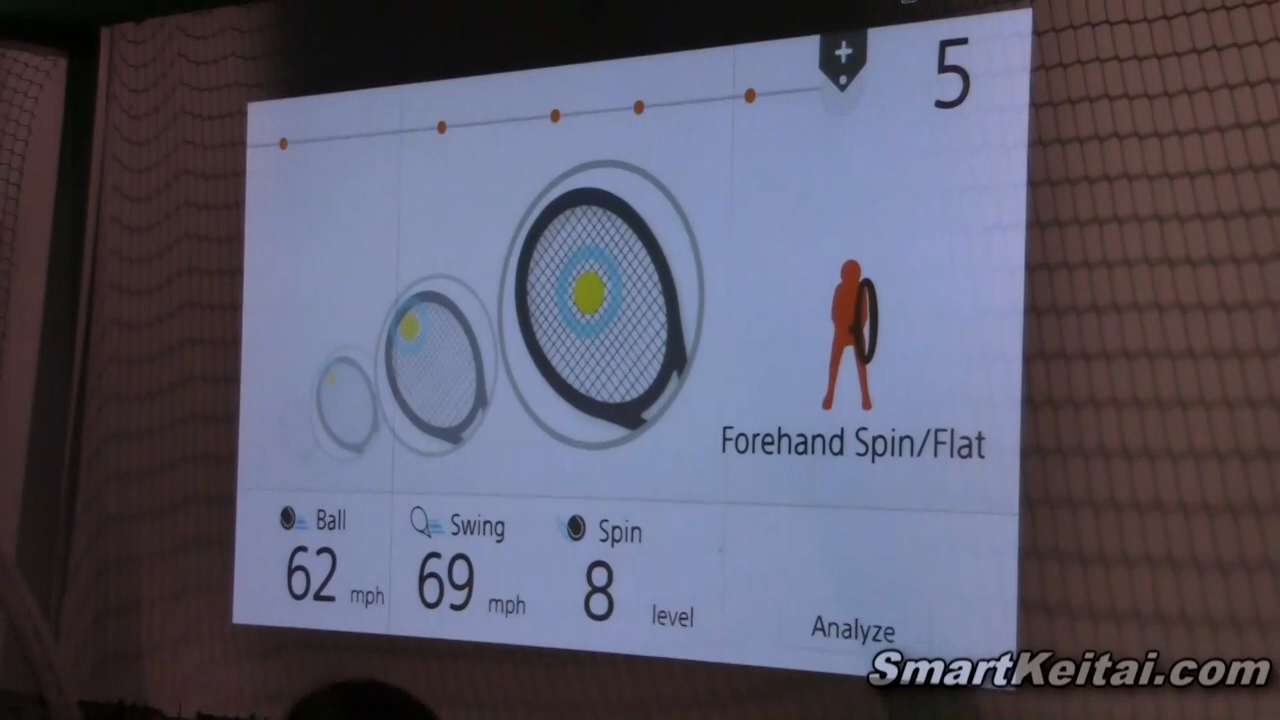 5
Forehand Spin/Flat
Ball
62 mph
Swing
69 mph
Spin
8 level
Analyze
SmartKeitai.com